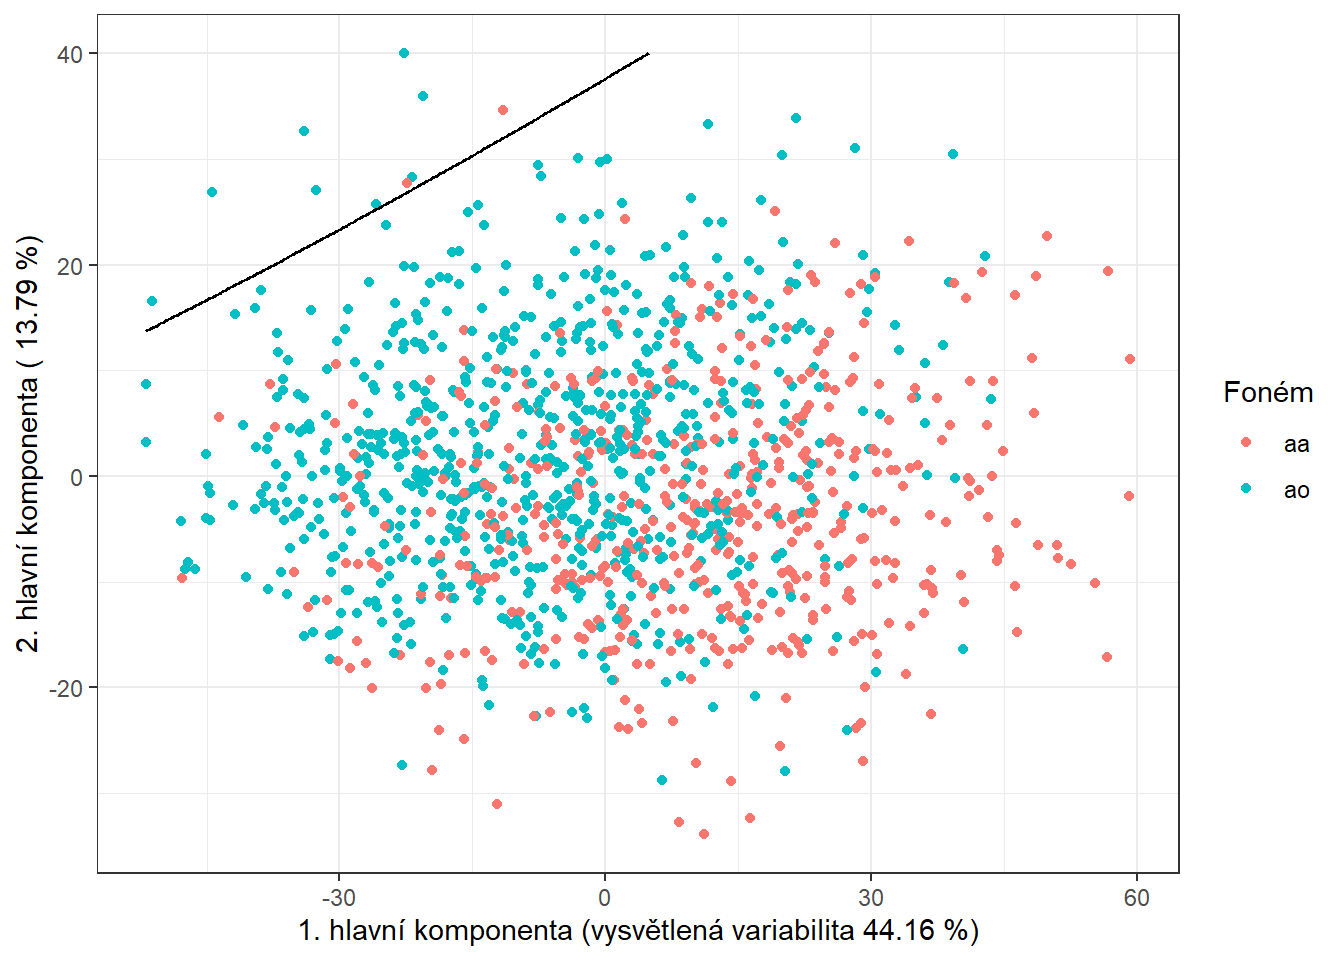 40
20
0
-20
-30
0
30
60
1. hlavní komponenta (vysvětlená variabilita 44.16 %)
2. hlavní komponenta ( 13.79 %)
Foném
aa
ao